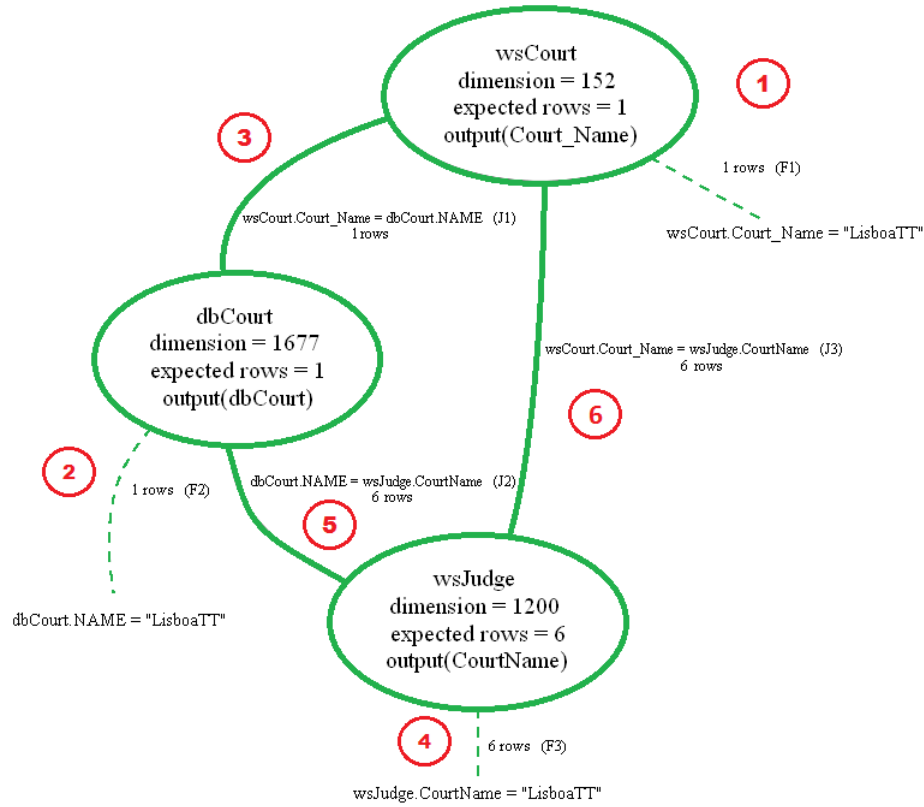 wsCourt
dimension = 152
expected rows = 1
output(Court_Name)
1
3
1 rows (F1)
wsCourt.Court_Name = "LisboaTT"
wsCourt.Court_Name = dbCourt.NAME (J1)
1 rows
dbCourt
dimension = 1677
expected rows = 1
output(dbCourt)
wsCourt.Court_Name = wsJudge.CourtName (J3)
6 rows
6
2
1 rows (F2)
dbCourt.NAME = "LisboaTT"
dbCourt.NAME = wsJudge.CourtName (J2)
6 rows
5
wsJudge
dimension = 1200
expected rows = 6
output(CourtName)
4
6 rows (F3)
wsJudge.CourtName = "LisboaTT"